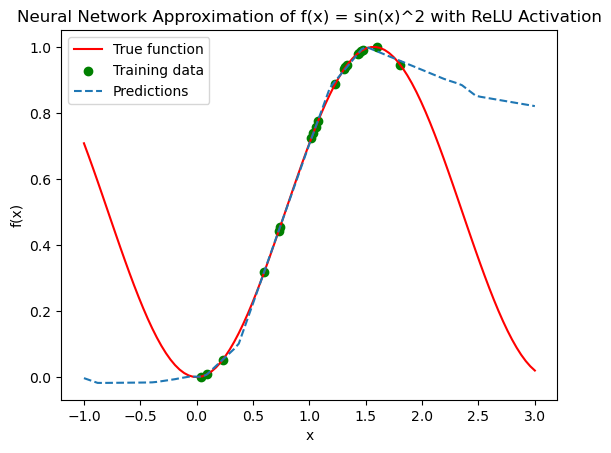 Neural Network Approximation of f(x) = sin(x)^2 with ReLU Activation
True function
Training data
Predictions
f(x)
1.0
0.8
0.6
0.4
0.2
0.0
−1.0 −0.5 0.0 0.5 1.0 1.5 2.0 2.5 3.0
x